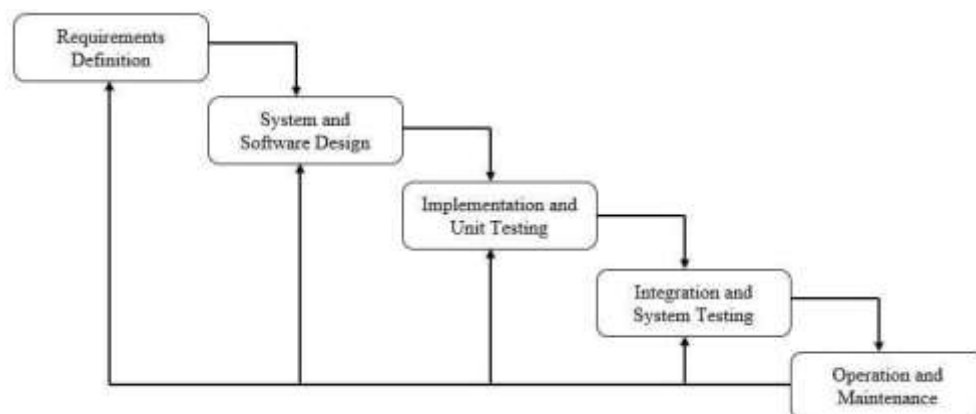 Requirements
Definition
System and
Software Design
Implementation and
Unit Testing
Integration and
System Testing
Operation and
Maintenance